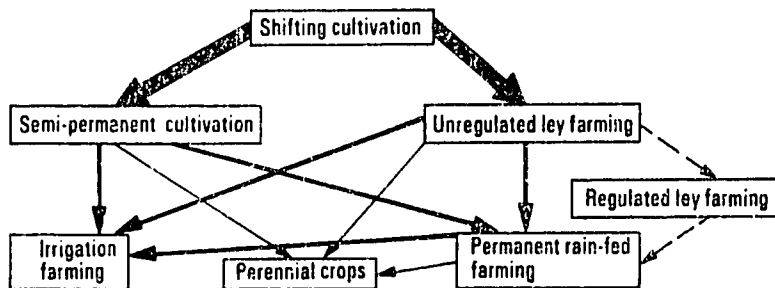 Shifting cultivation
Semi-permanent cultivation
Unregulated ley farming
Regulated ley farming
Irrigation
farming
Perennial crops
Permanent rain-fed
farming